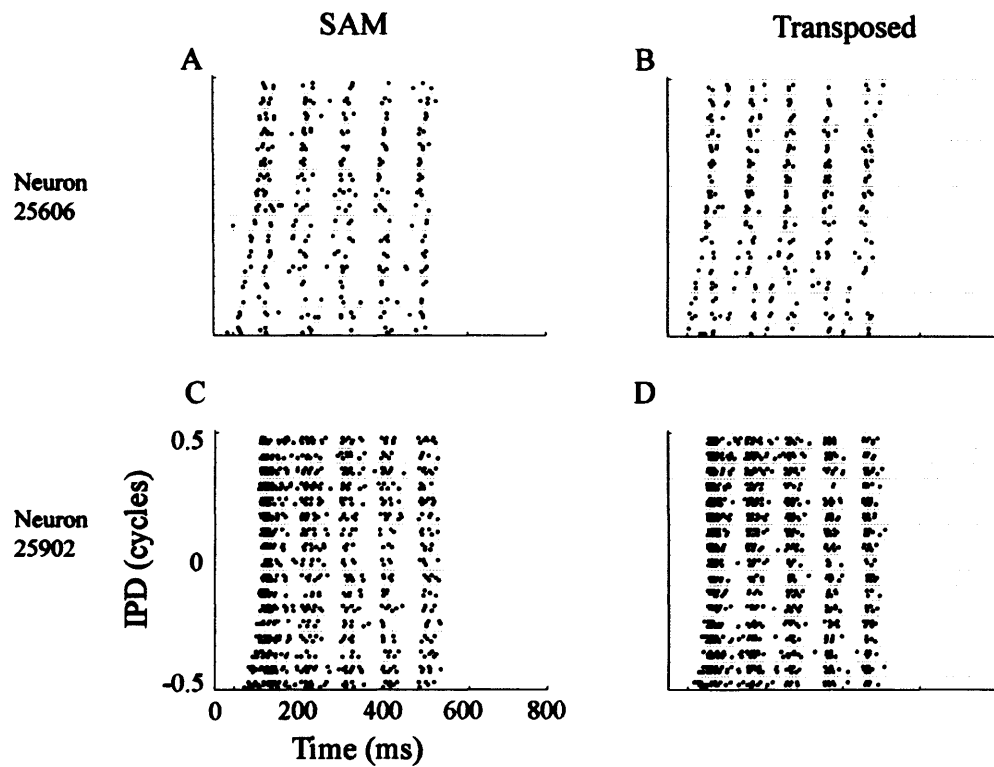 SAM
Transposed
A
B
Neuron
25606
C
D
Neuron
25902
IPD (cycles)
0.5
0
-0.5
0
200
400
600
800
Time (ms)